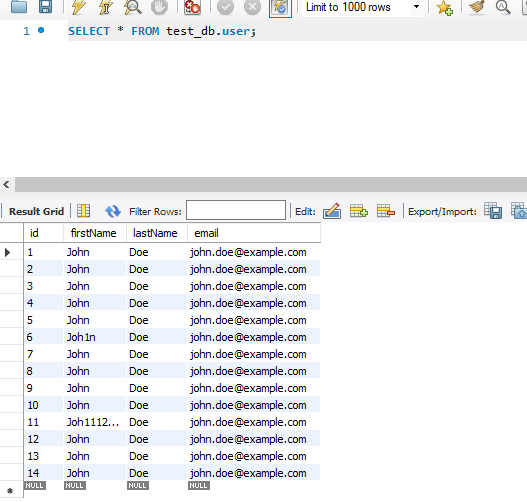 Limit to 1000 rows
1 SELECT * FROM test_db.user;
Result Grid Filter Rows: Edit: Export/Import:
id firstName lastName email
1 John Doe john.doe@example.com
2 John Doe john.doe@example.com
3 John Doe john.doe@example.com
4 John Doe john.doe@example.com
5 John Doe john.doe@example.com
6 Joh1n Doe john.doe@example.com
7 John Doe john.doe@example.com
8 John Doe john.doe@example.com
9 John Doe john.doe@example.com
10 John Doe john.doe@example.com
11 Joh1112... Doe john.doe@example.com
12 John Doe john.doe@example.com
13 John Doe john.doe@example.com
14 John Doe john.doe@example.com
NULL NULL NULL NULL